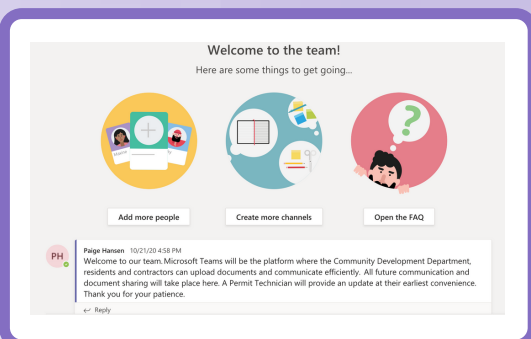 Welcome to the team!
Here are some things to get going...
Add more people
Create more channels
Open the FAQ
PH
Paige Hansen 10/21/20 4:58 PM
Welcome to our team. Microsoft Teams will be the platform where the Community Development Department,
residents and contractors can upload documents and communicate efficiently. All future communication and
document sharing will take place here. A Permit Technician will provide an update at their earliest convenience.
Thank you for your patience.
Reply